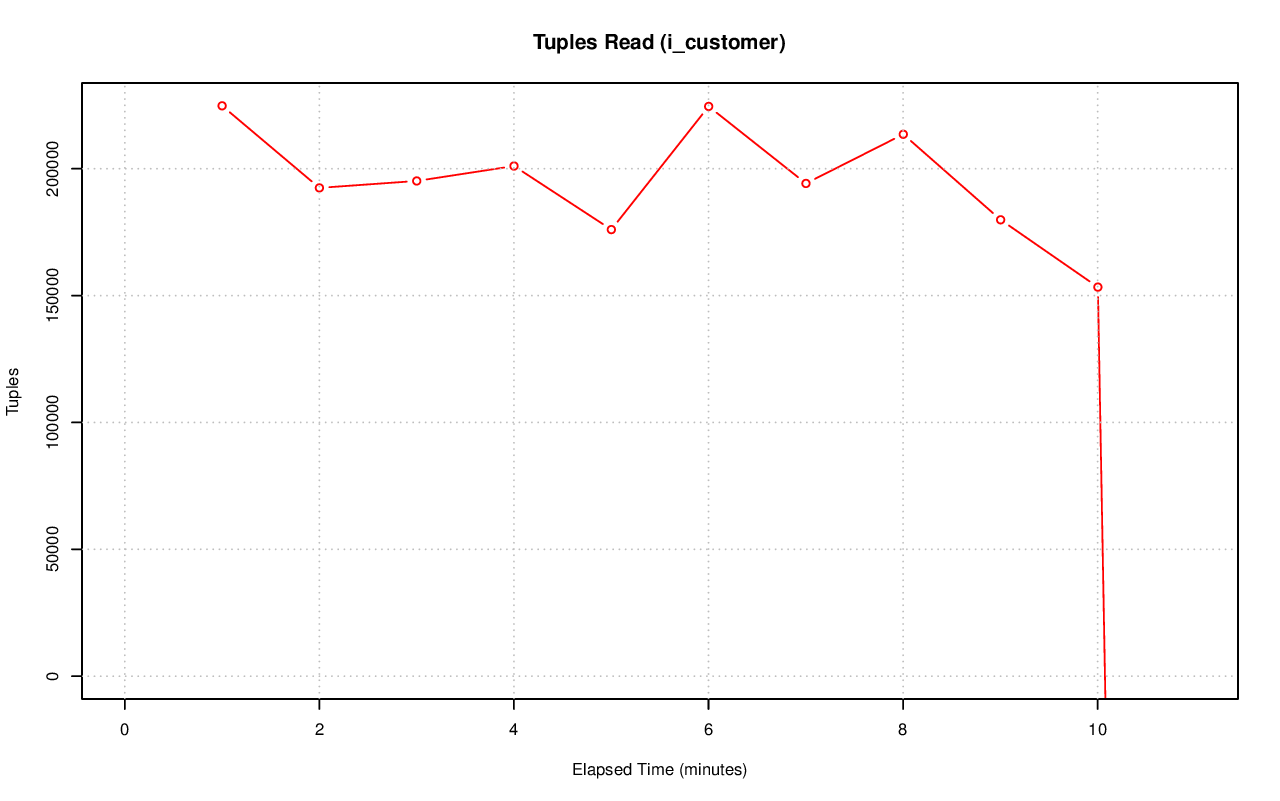 Tuples Read (i_customer)
Tuples
200000
150000
100000
50000
0
0 2 4 6 8 10
Elapsed Time (minutes)